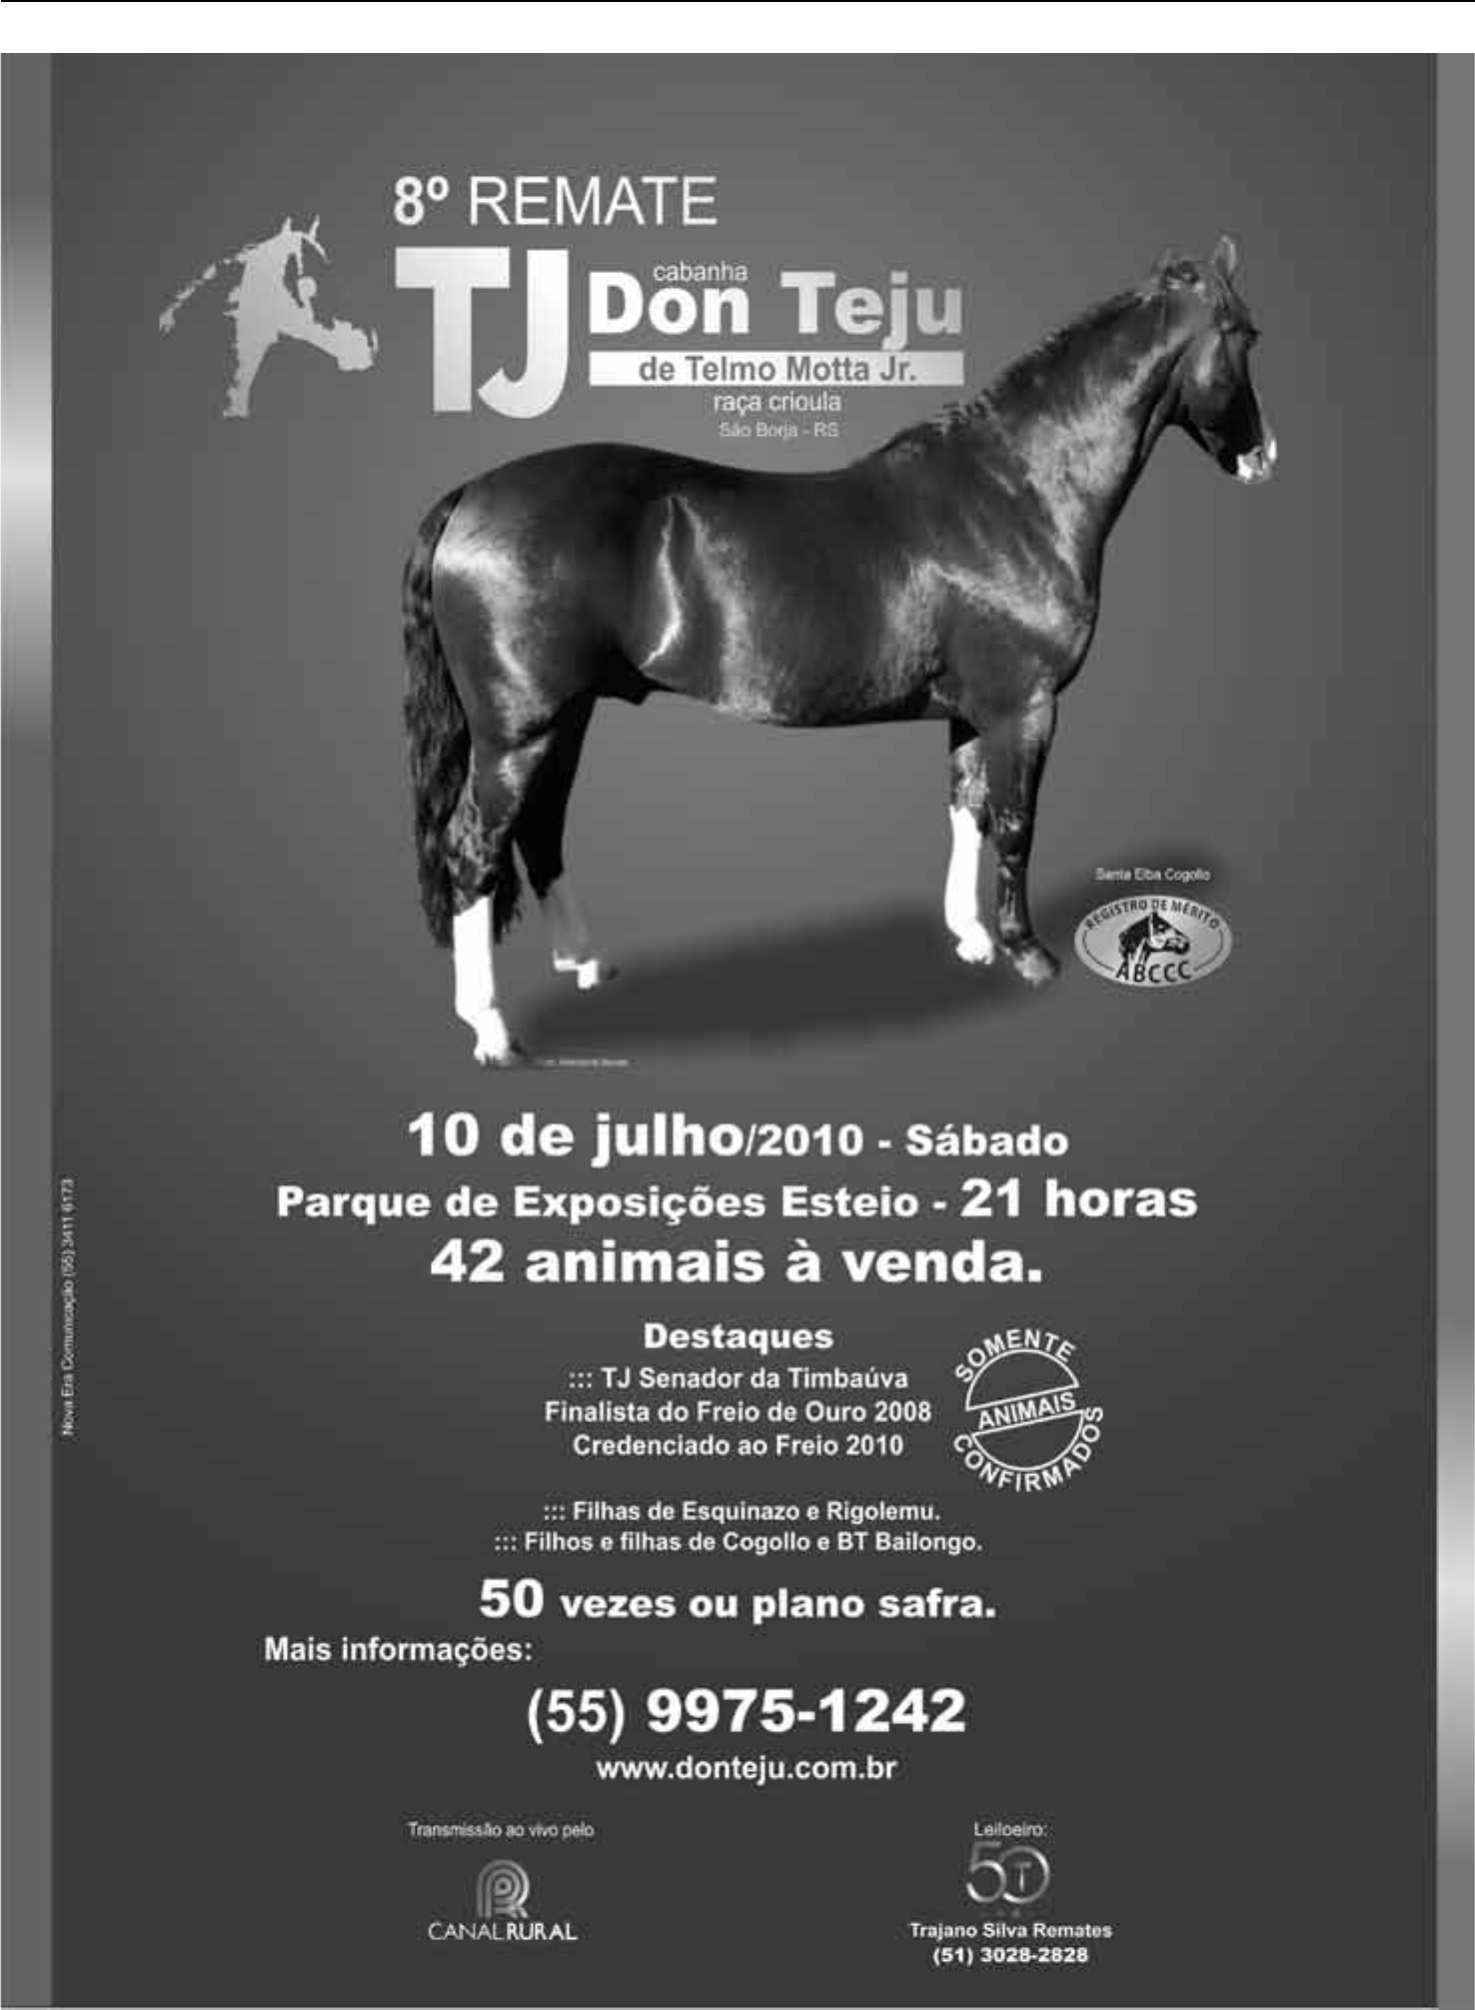 8º REMATE
TJ
cabanha
Don Teju
de Telmo Motta Jr.
raça crioula
São Borja - RS
Santa Elba Cogollo
REGISTRO DE MÉRITO
ABCCC
10 de julho/2010 - Sábado
Parque de Exposições Esteio - 21 horas
42 animais à venda.
Destaques
::: TJ Senador da Timbaúva
Finalista do Freio de Ouro 2008
Credenciado ao Freio 2010
SOMENTE
ANIMAIS
CONFIRMADOS
::: Filhas de Esquinazo e Rigolemu.
::: Filhos e filhas de Cogollo e BT Bailongo.
50 vezes ou plano safra.
Mais informações:
(55) 9975-1242
www.donteju.com.br
Transmissão ao vivo pelo
CANAL RURAL
Leiloeiro:
50
Trajano Silva Remates
(51) 3028-2828
Nova Era Comunicação (55) 3411 6173